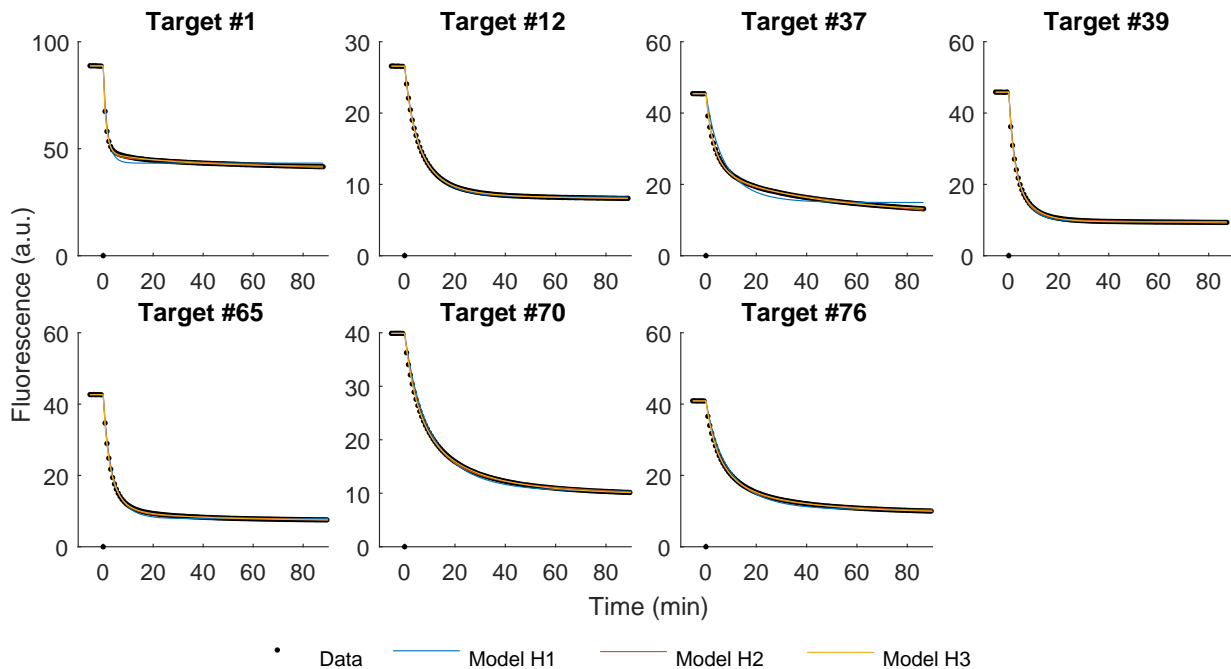 Target #1 Target #12 Target #37 Target #39
100 30 60 60
50 20 40 40
10 20 20
0 0 0 0
0 20 40 60 80 0 20 40 60 80 0 20 40 60 80 0 20 40 60 80
Fluorescence (a.u.)
Target #65 Target #70 Target #76
60 40 60
40 30 40
20 20 20
10
0 0 0
0 20 40 60 80 0 20 40 60 80 0 20 40 60 80
Time (min)
Data Model H1 Model H2 Model H3